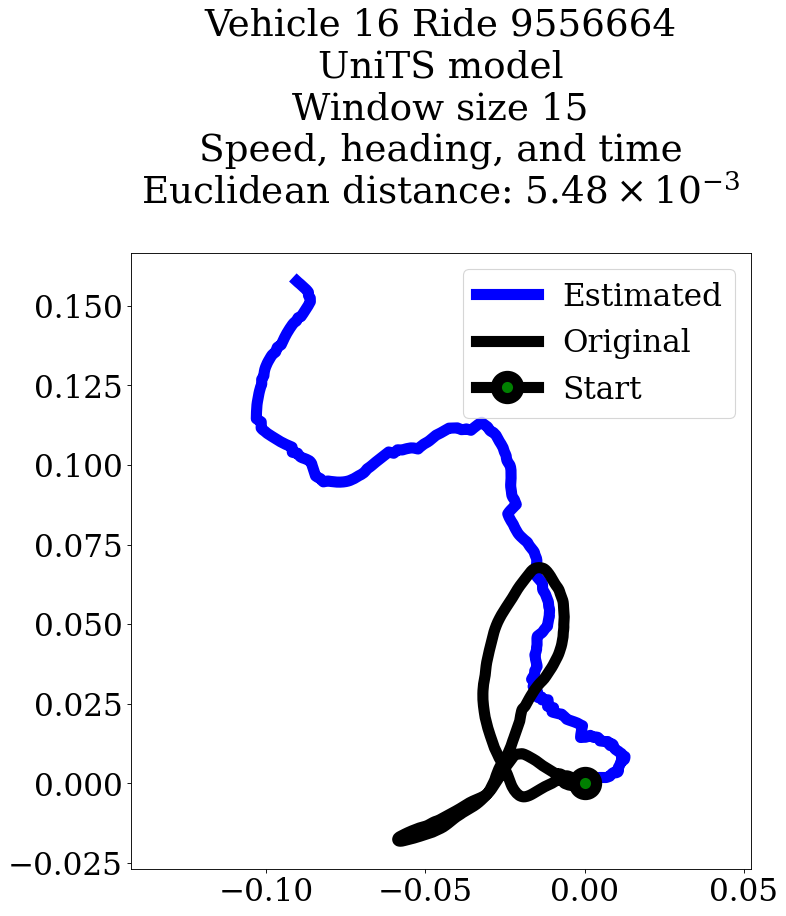 Vehicle 16 Ride 9556664
UniTS model
Window size 15
Speed, heading, and time
Euclidean distance: 5.48 × 10⁻³
Estimated
Original
Start
0.150
0.125
0.100
0.075
0.050
0.025
0.000
−0.025
−0.10
−0.05
0.00
0.05